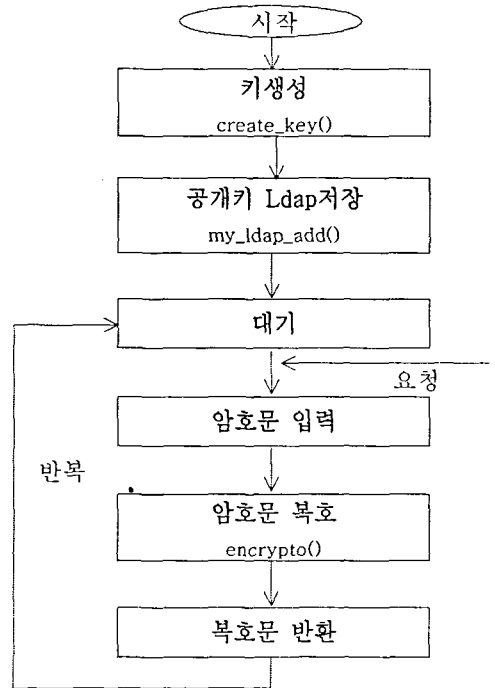 시작
키생성
create_key()
공개키 Ldap저장
my_ldap_add()
대기
요청
암호문 입력
반복
암호문 복호
encrypto()
복호문 반환